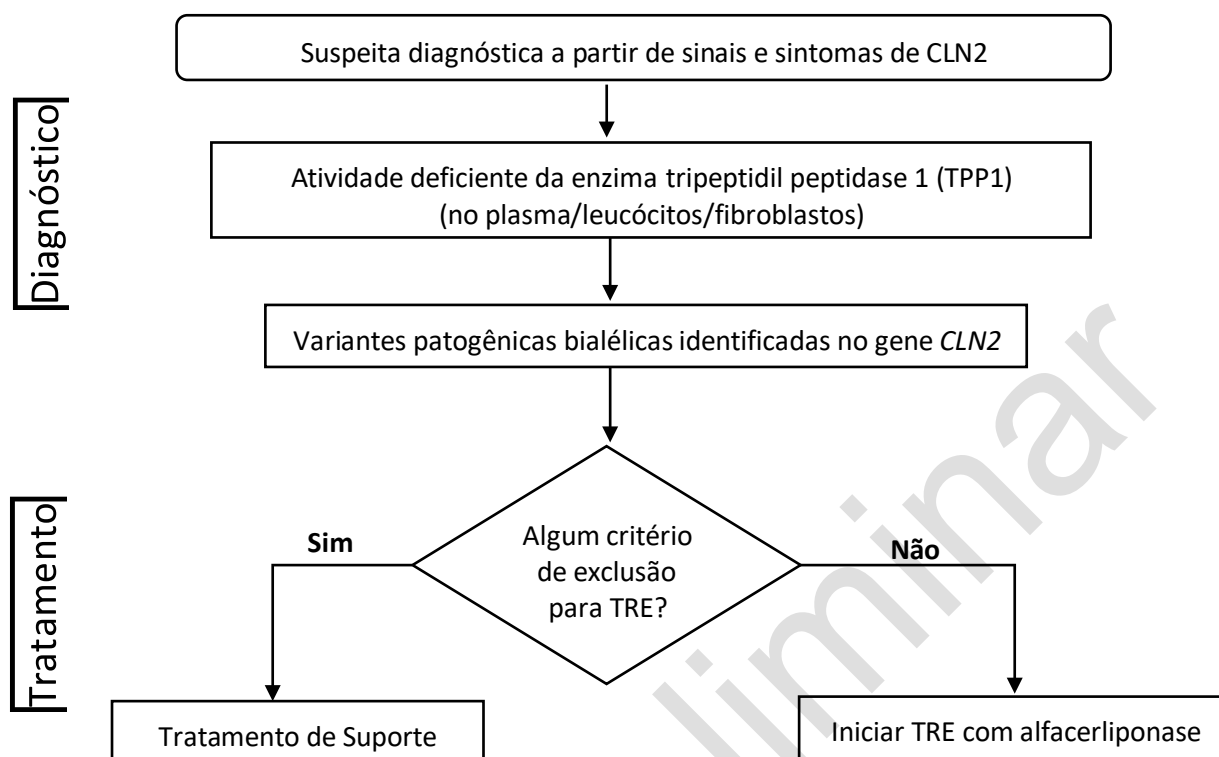 Suspeita diagnóstica a partir de sinais e sintomas de CLN2
Diagnóstico
Atividade deficiente da enzima tripeptidil peptidase 1 (TPP1)
(no plasma/leucócitos/fibroblastos)
Variantes patogênicas bialélicas identificadas no gene CLN2
Tratamento
Sim
Algum critério
de exclusão
para TRE?
Não
Tratamento de Suporte
Iniciar TRE com alfacerliponase
liminar